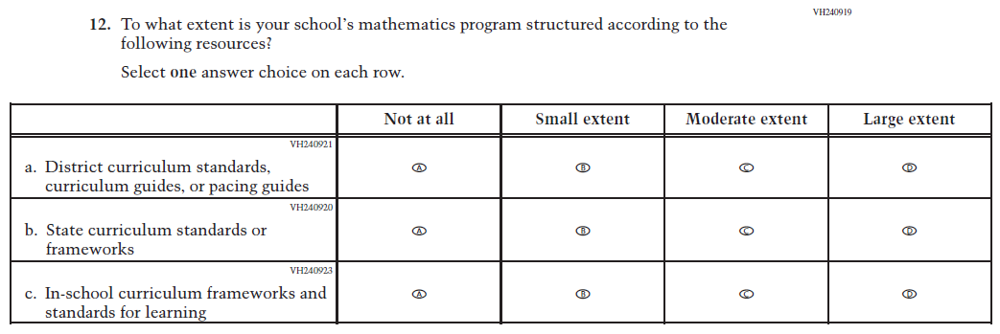 VH240919
12. To what extent is your school’s mathematics program structured according to the
following resources?
Select one answer choice on each row.
Not at all Small extent Moderate extent Large extent
VH240921
a. District curriculum standards,
curriculum guides, or pacing guides
A B C D
VH240920
b. State curriculum standards or
frameworks
A B C D
VH240923
c. In-school curriculum frameworks and
standards for learning
A B C D